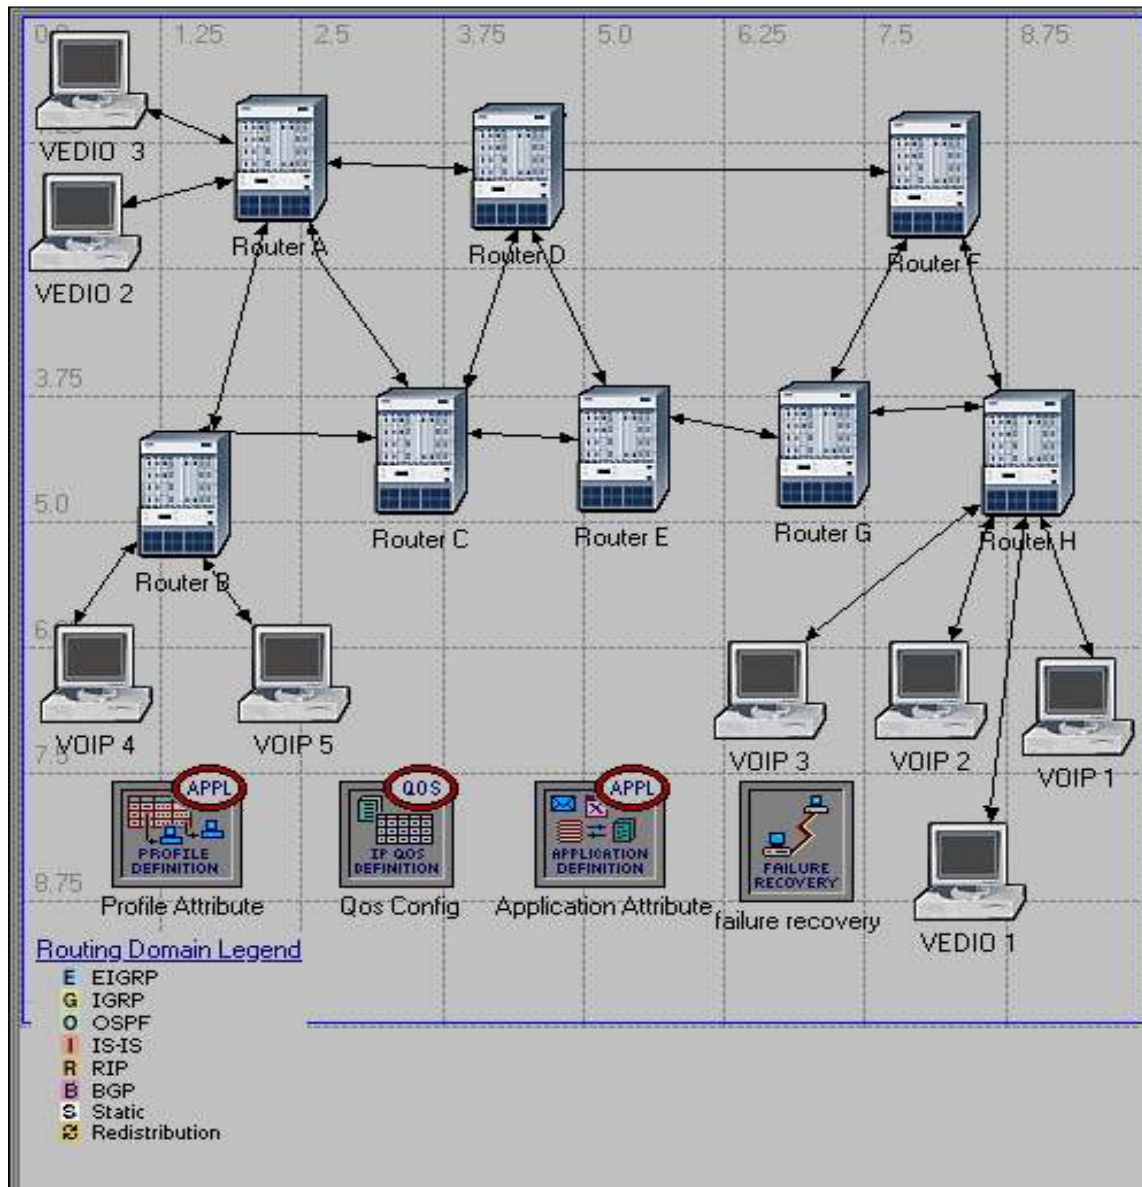 0.0 1.25 2.5 3.75 5.0 6.25 7.5 8.75
VEDIO 3
VEDIO 2
Router A
Router D
Router F
3.75
5.0
Router C
Router E
Router G
Router H
Router B
VOIP 4
VOIP 5
VOIP 3
VOIP 2
VOIP 1
7.5
APPL
PROFILE
DEFINITION
QOS
IP QOS
DEFINITION
APPL
APPLICATION
DEFINITION
FAILURE
RECOVERY
8.75
Profile Attribute
Qos Config
Application Attribute
failure recovery
VEDIO 1
Routing Domain Legend
E EIGRP
G IGRP
O OSPF
I IS-IS
R RIP
B BGP
S Static
Redistribution